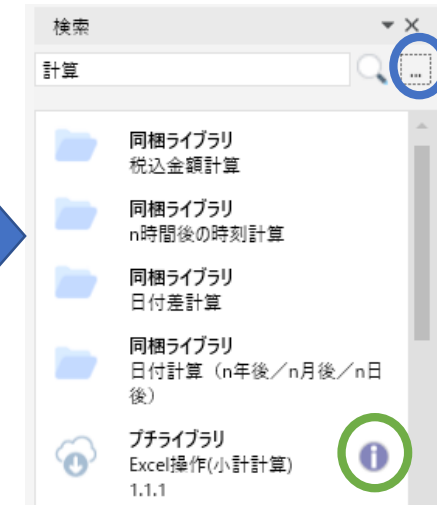 検索
計算
...
同梱ライブラリ
税込金額計算
同梱ライブラリ
n時間後の時刻計算
同梱ライブラリ
日付差計算
同梱ライブラリ
日付計算（n年後／n月後／n日
後）
プチライブラリ
Excel操作(小計計算)
1.1.1